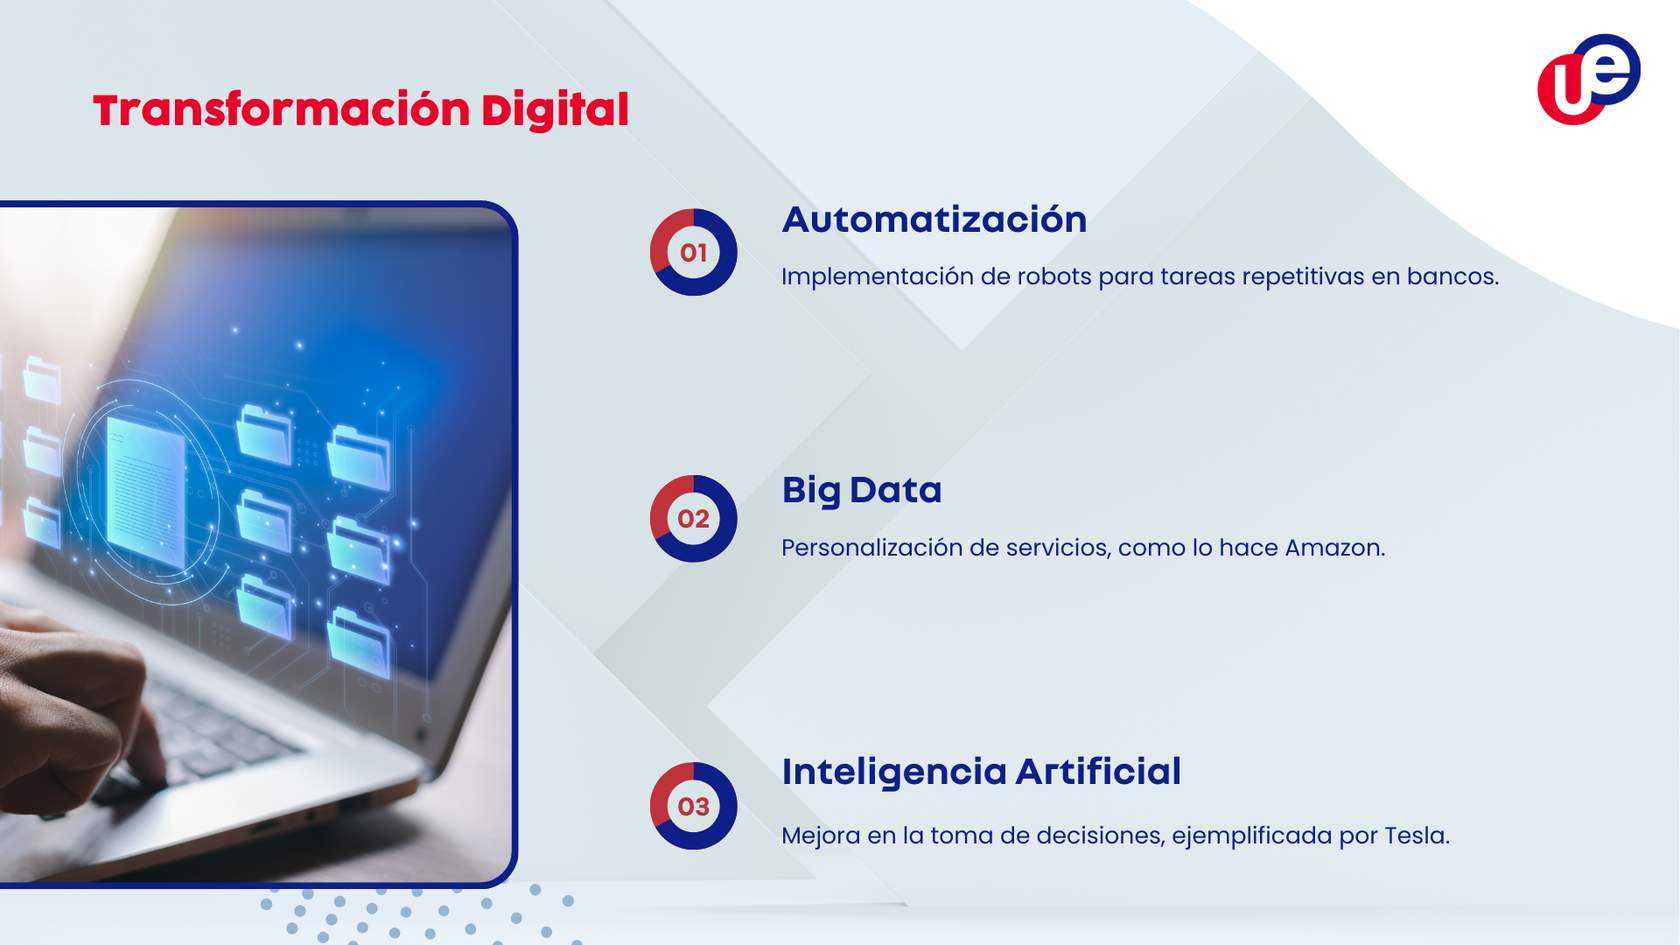 Transformación Digital
ue
01
Automatización
Implementación de robots para tareas repetitivas en bancos.
02
Big Data
Personalización de servicios, como lo hace Amazon.
03
Inteligencia Artificial
Mejora en la toma de decisiones, ejemplificada por Tesla.